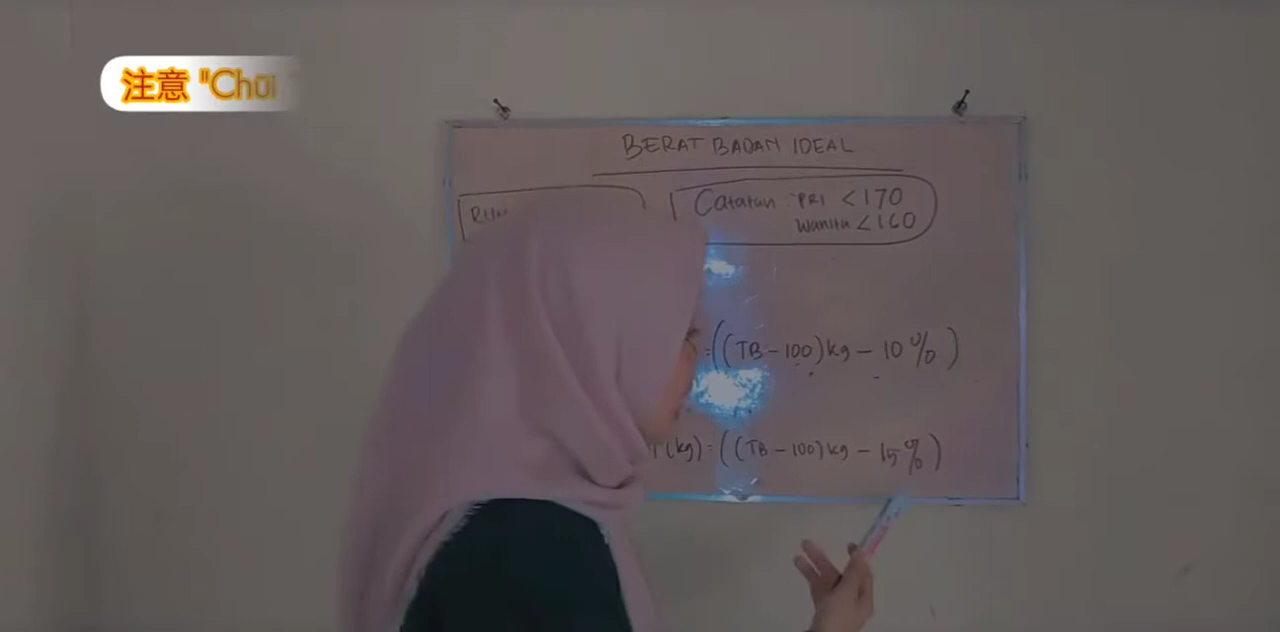 注意 "Chūi
BERAT BADAN IDEAL
Catatan : PRI <170
Wanita <160
= ((TB - 100) kg - 10 % )
(kg) = ((TB - 100) kg - 15 % )